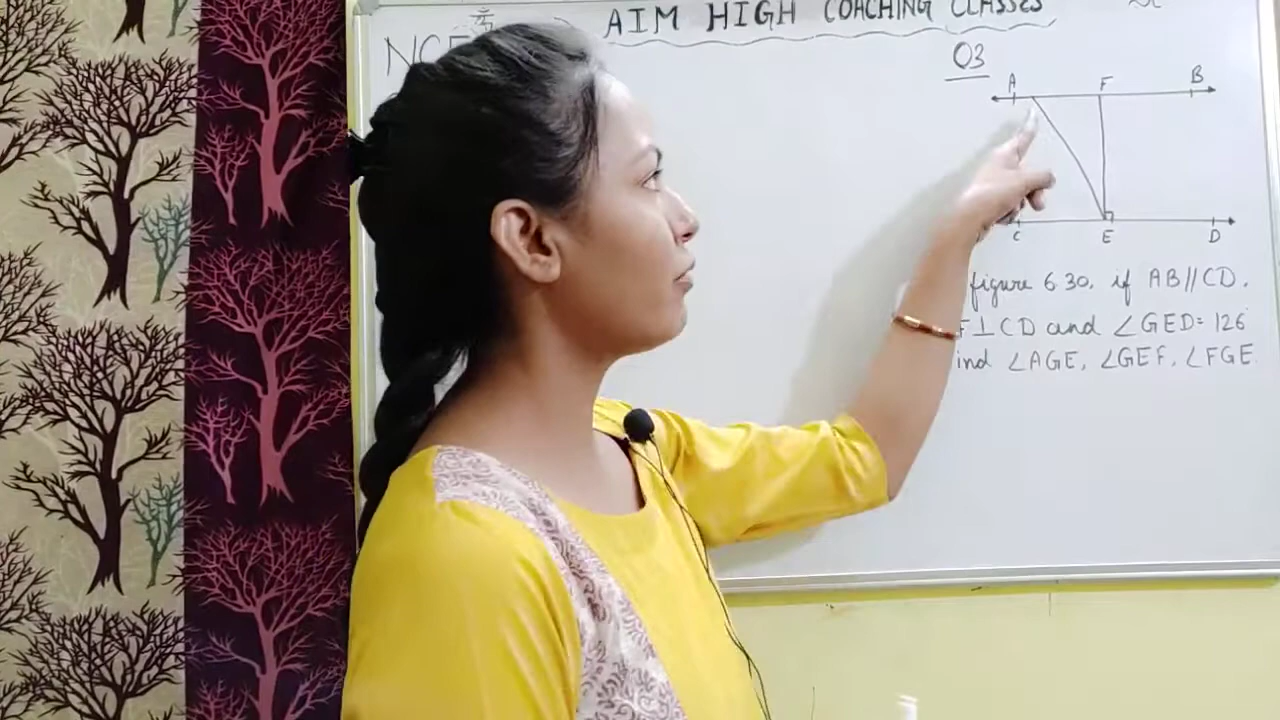 ॐ
AIM HIGH COACHING CLASSES
NCE
Q3
A F B
C E D
figure 6.30, if AB//CD,
F⊥CD and ∠GED= 126
ind ∠AGE, ∠GEF, ∠FGE.